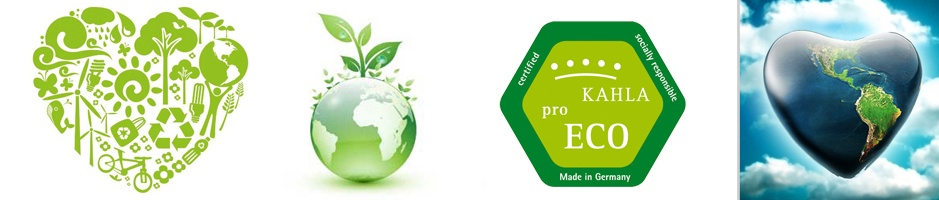 certified
socially responsible
KAHLA
pro
ECO
Made in Germany